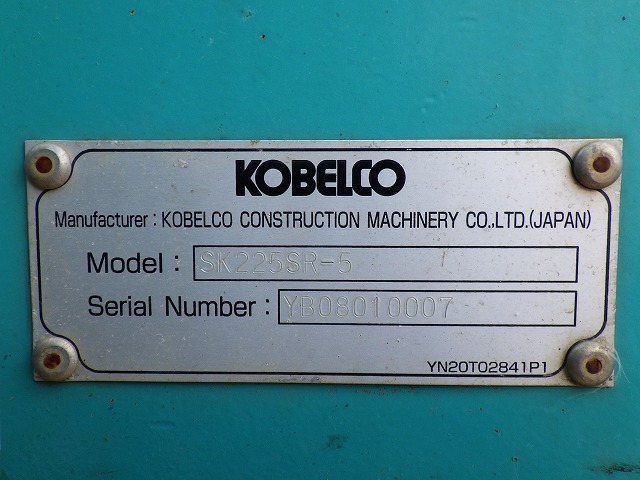 KOBELCO
Manufacturer : KOBELCO CONSTRUCTION MACHINERY CO.,LTD.(JAPAN)
Model : SK225SR-5
Serial Number : YB08010007
YN20T02841P1